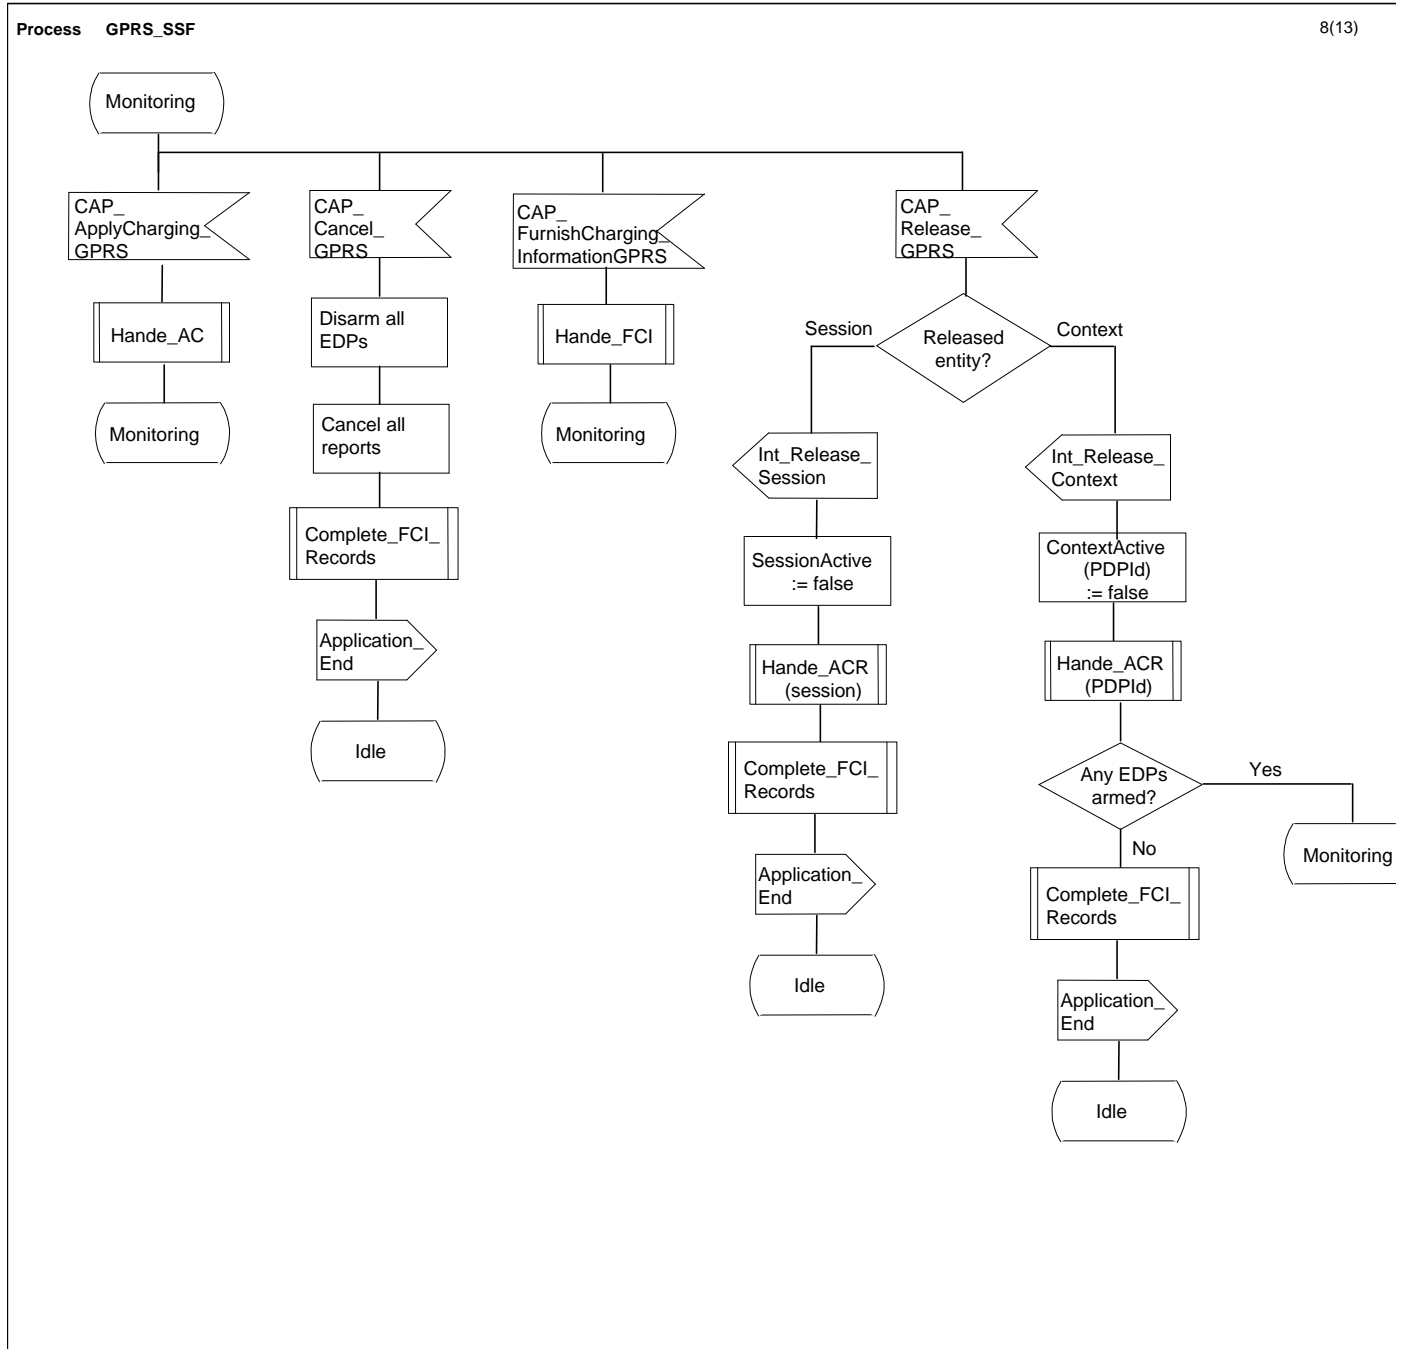 Process GPRS_SSF
8(13)
Monitoring
CAP_
ApplyCharging_
GPRS
CAP_
Cancel_
GPRS
CAP_
FurnishCharging_
InformationGPRS
CAP_
Release_
GPRS
Hande_AC
Disarm all
EDPs
Hande_FCI
Session
Released
entity?
Context
Monitoring
Cancel all
reports
Monitoring
Int_Release_
Session
Int_Release_
Context
Complete_FCI_
Records
SessionActive
:= false
ContextActive
(PDPId)
:= false
Application_
End
Hande_ACR
(session)
Hande_ACR
(PDPId)
Idle
Complete_FCI_
Records
Any EDPs
armed?
Yes
No
Monitoring
Application_
End
Complete_FCI_
Records
Idle
Application_
End
Idle